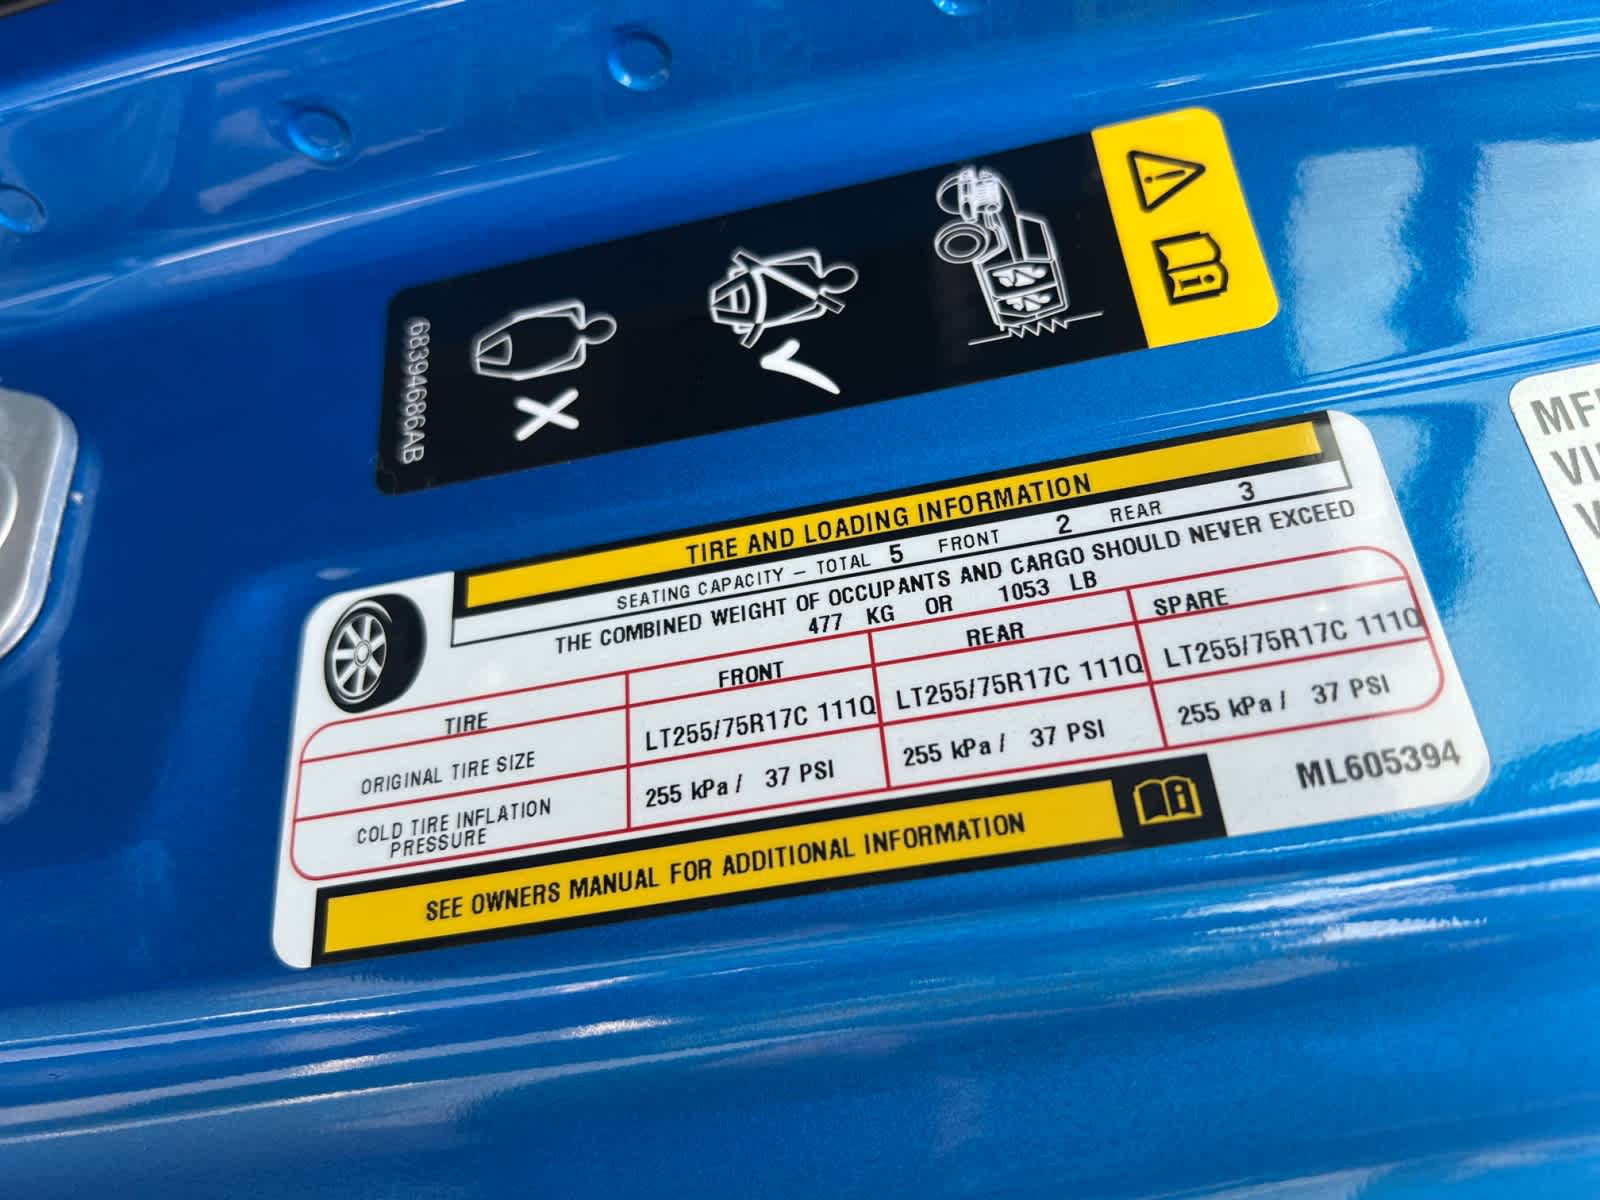 68394686AB
TIRE AND LOADING INFORMATION
SEATING CAPACITY – TOTAL 5 FRONT 2 REAR 3
THE COMBINED WEIGHT OF OCCUPANTS AND CARGO SHOULD NEVER EXCEED
477 KG OR 1053 LB
TIRE FRONT REAR SPARE
ORIGINAL TIRE SIZE LT255/75R17C 111Q LT255/75R17C 111Q LT255/75R17C 111Q
COLD TIRE INFLATION
PRESSURE 255 kPa / 37 PSI 255 kPa / 37 PSI 255 kPa / 37 PSI
SEE OWNERS MANUAL FOR ADDITIONAL INFORMATION
ML605394